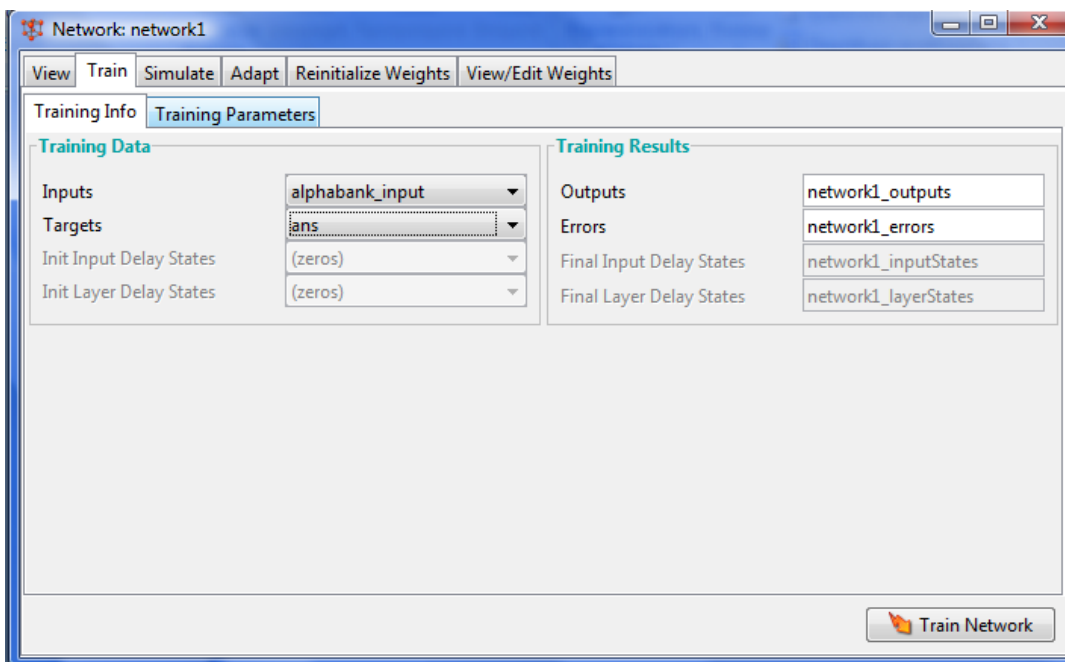 Network: network1
View Train Simulate Adapt Reinitialize Weights View/Edit Weights
Training Info Training Parameters
Training Data
Inputs alphabank_input
Targets ans
Init Input Delay States (zeros)
Init Layer Delay States (zeros)
Training Results
Outputs network1_outputs
Errors network1_errors
Final Input Delay States network1_inputStates
Final Layer Delay States network1_layerStates
Train Network